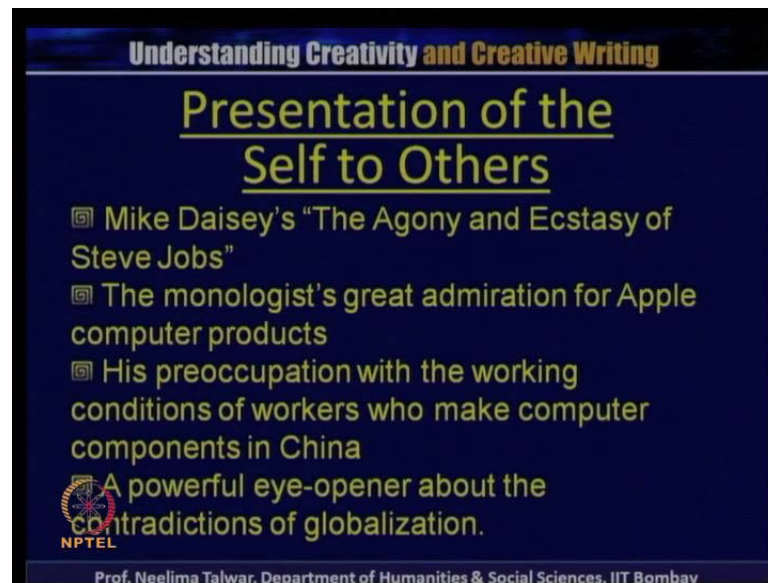 Understanding Creativity and Creative Writing
Presentation of the
Self to Others
Mike Daisey's “The Agony and Ecstasy of
Steve Jobs”
The monologist's great admiration for Apple
computer products
His preoccupation with the working
conditions of workers who make computer
components in China
A powerful eye-opener about the
contradictions of globalization.
NPTEL
Prof. Neelima Talwar, Department of Humanities & Social Sciences, IIT Bombay